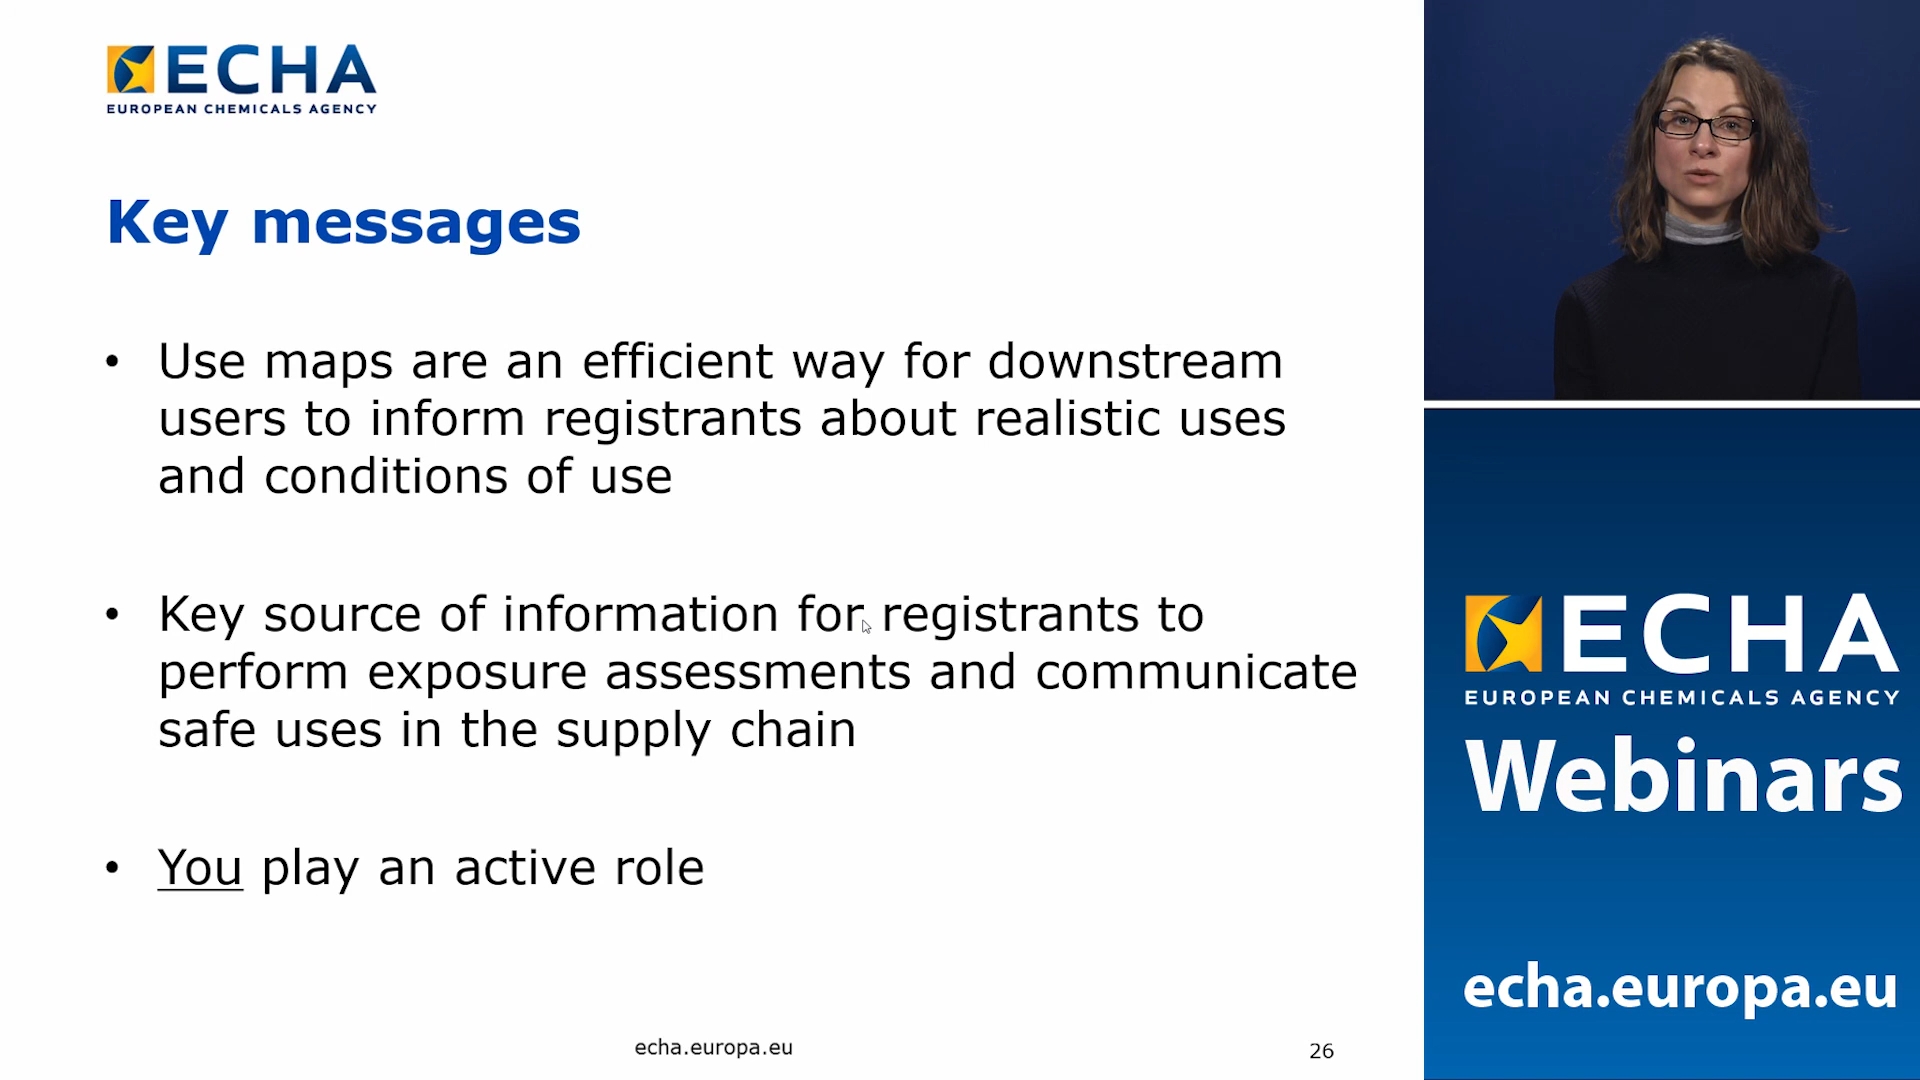 ECHA
EUROPEAN CHEMICALS AGENCY
Key messages
• Use maps are an efficient way for downstream
users to inform registrants about realistic uses
and conditions of use
• Key source of information for registrants to
perform exposure assessments and communicate
safe uses in the supply chain
• You play an active role
echa.europa.eu
26
ECHA
EUROPEAN CHEMICALS AGENCY
Webinars
echa.europa.eu